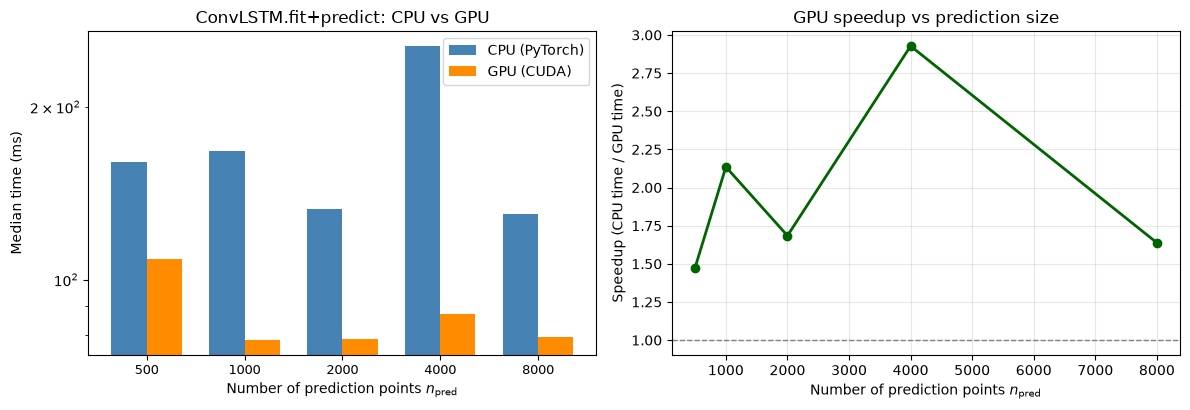 ConvLSTM.fit+predict: CPU vs GPU
CPU (PyTorch)
GPU (CUDA)
Median time (ms)
2 × 10²
10²
500 1000 2000 4000 8000
Number of prediction points n_pred
GPU speedup vs prediction size
Speedup (CPU time / GPU time)
3.00
2.75
2.50
2.25
2.00
1.75
1.50
1.25
1.00
1000 2000 3000 4000 5000 6000 7000 8000
Number of prediction points n_pred